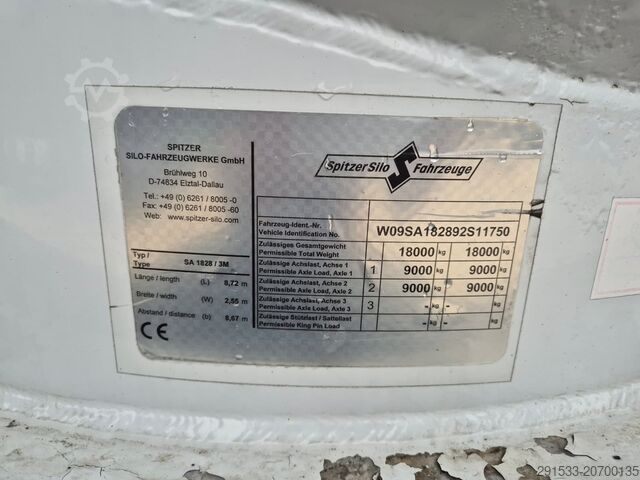 SPITZER
SILO-FAHRZEUGWERKE GmbH
Brühlweg 10
D-74834 Elztal-Dallau
Tel.: +49 (0) 6261 / 8005 -0
Fax: +49 (0) 6261 / 8005 -60
Web: www.spitzer-silo.com
Typ /
Type SA 1828 / 3M
Länge / length (L) 8,72 m
Breite / width (W) 2,55 m
Abstand / distance (b) 8,67 m
CE
SpitzerSilo S Fahrzeuge
Fahrzeug-Ident.-Nr.
Vehicle Identification No. W09SA182892S11750
Zulässiges Gesamtgewicht
Permissible Total Weight 18000 kg 18000 kg
Zulässige Achslast, Achse 1
Permissible Axle Load, Axle 1 1 9000 kg 9000 kg
Zulässige Achslast, Achse 2
Permissible Axle Load, Axle 2 2 9000 kg 9000 kg
Zulässige Achslast, Achse 3
Permissible Axle Load, Axle 3 3 - kg - kg
Zulässige Stützlast / Sattellast
Permissible King Pin Load - kg - kg
291533-20700135